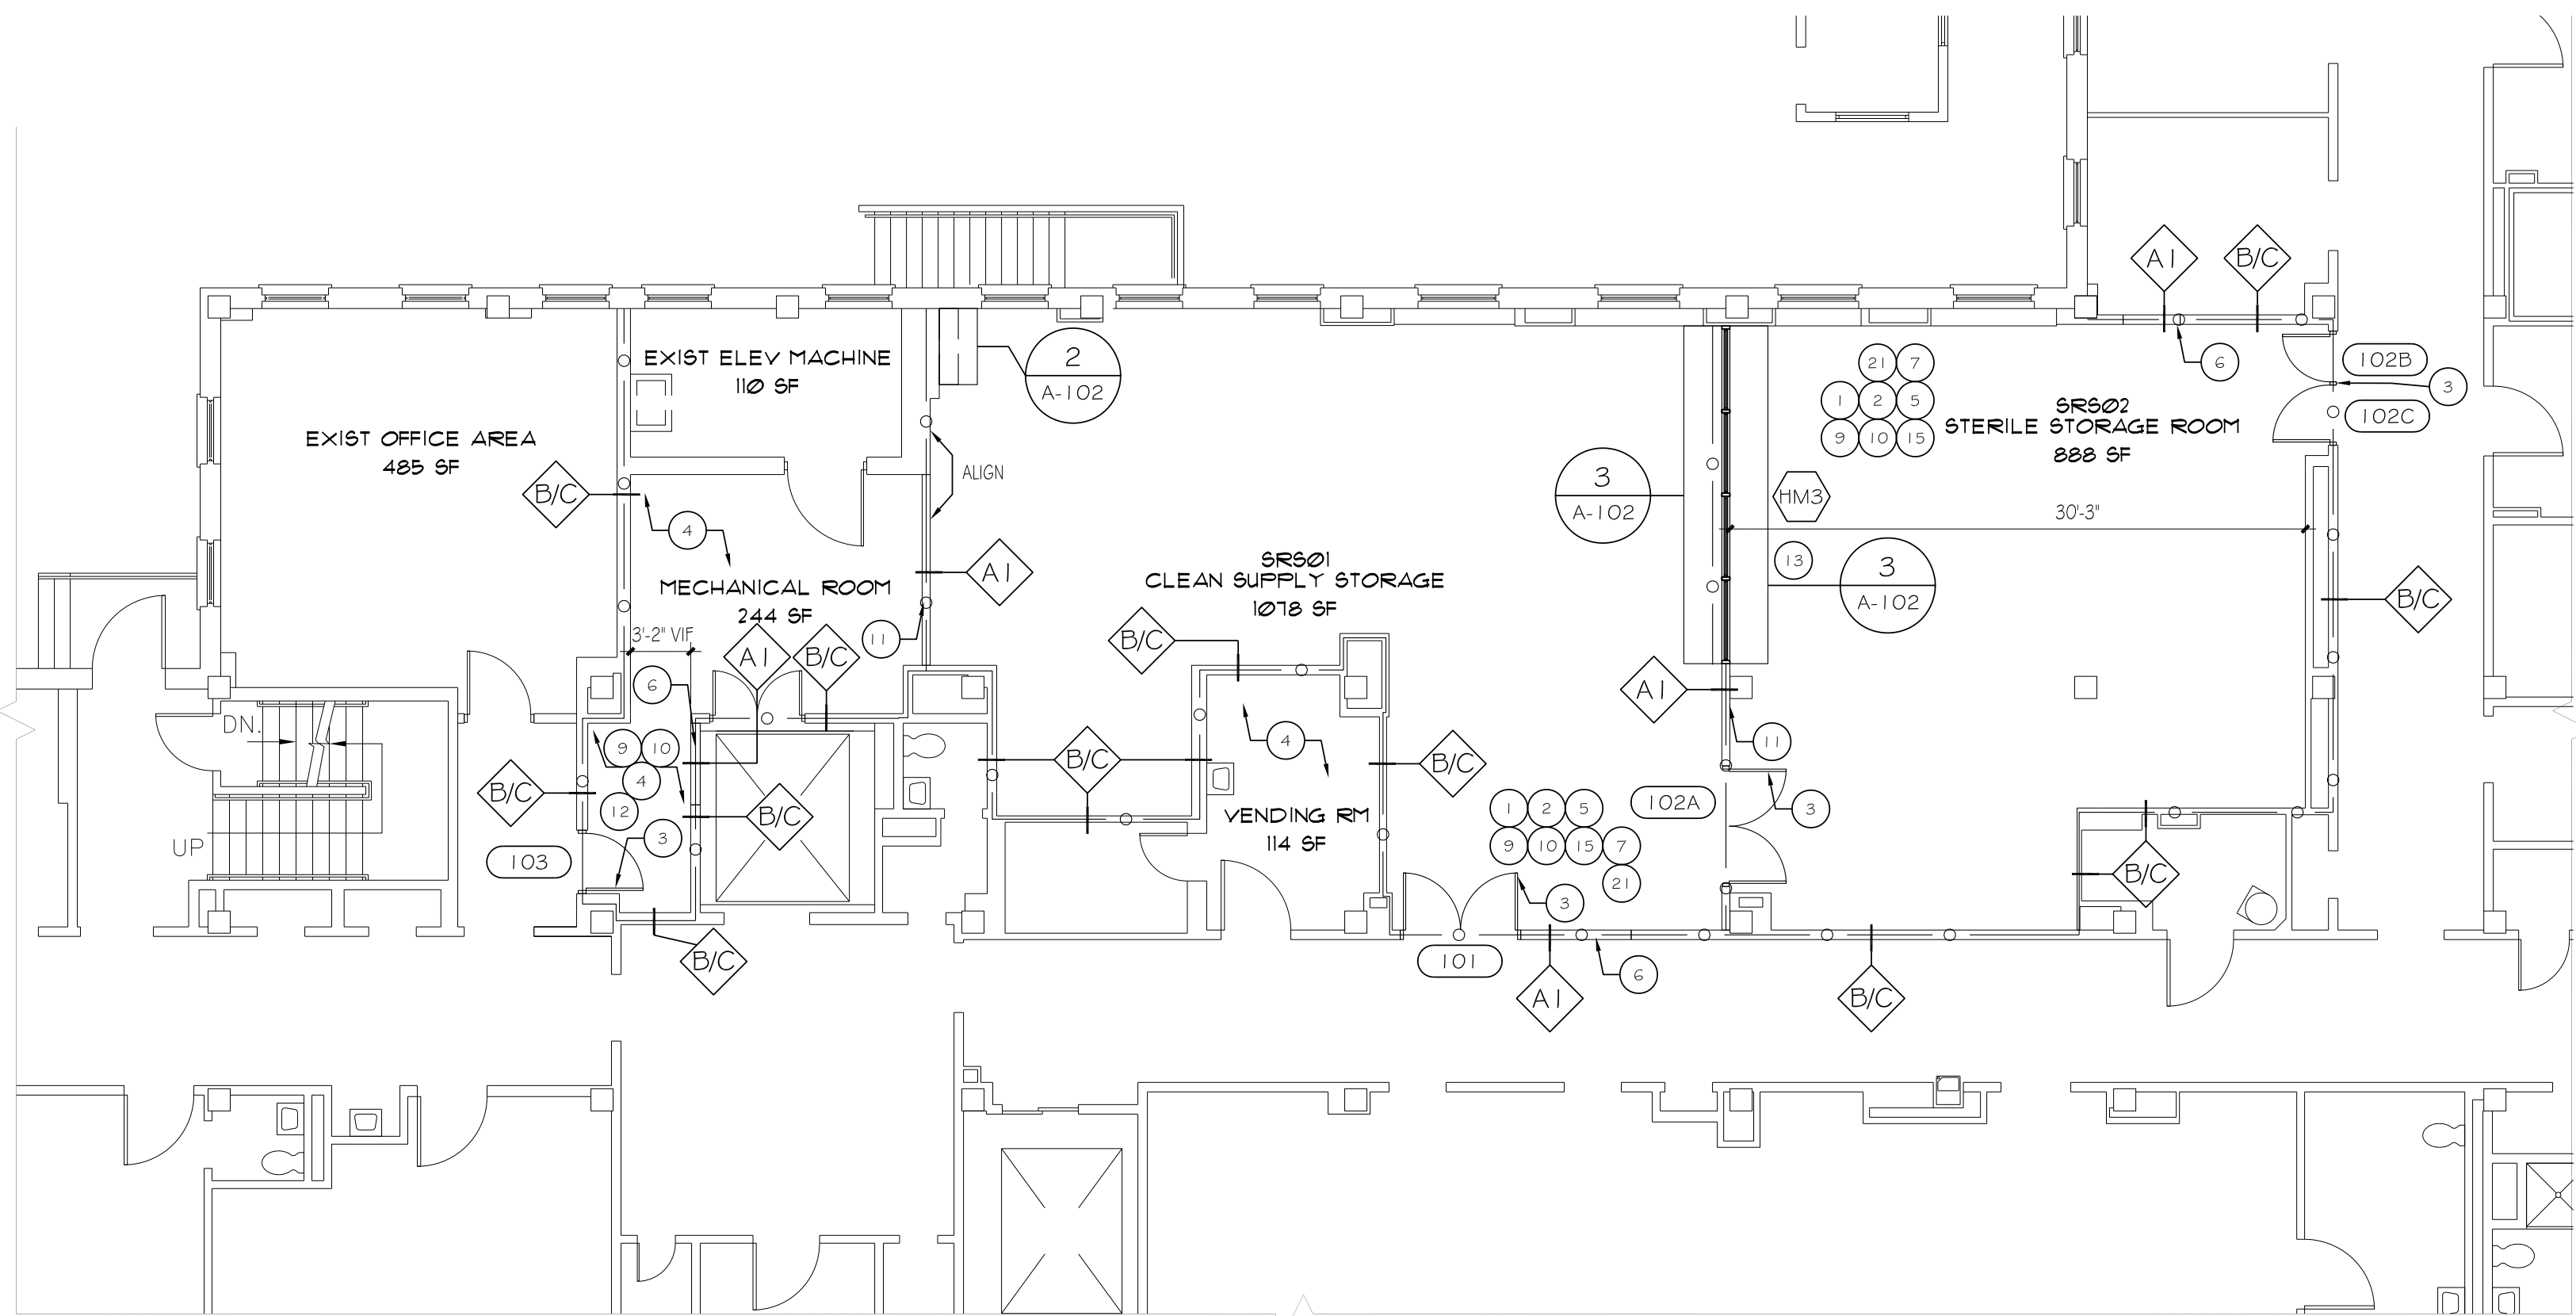 A1
B/C
2
A-102
EXIST ELEV MACHINE
110 SF
21
7
1
2
5
9
10
15
6
102B
3
102C
SRS02
STERILE STORAGE ROOM
888 SF
EXIST OFFICE AREA
485 SF
B/C
4
ALIGN
3
A-102
HM3
30'-3"
13
3
A-102
A1
SRS01
CLEAN SUPPLY STORAGE
1078 SF
MECHANICAL ROOM
244 SF
3'-2" VIF
11
B/C
B/C
A1
B/C
6
A1
DN.
UP
9
10
4
12
3
B/C
103
B/C
B/C
B/C
4
B/C
11
VENDING RM
114 SF
1
2
5
9
10
15
7
21
102A
3
3
B/C
101
A1
6
B/C